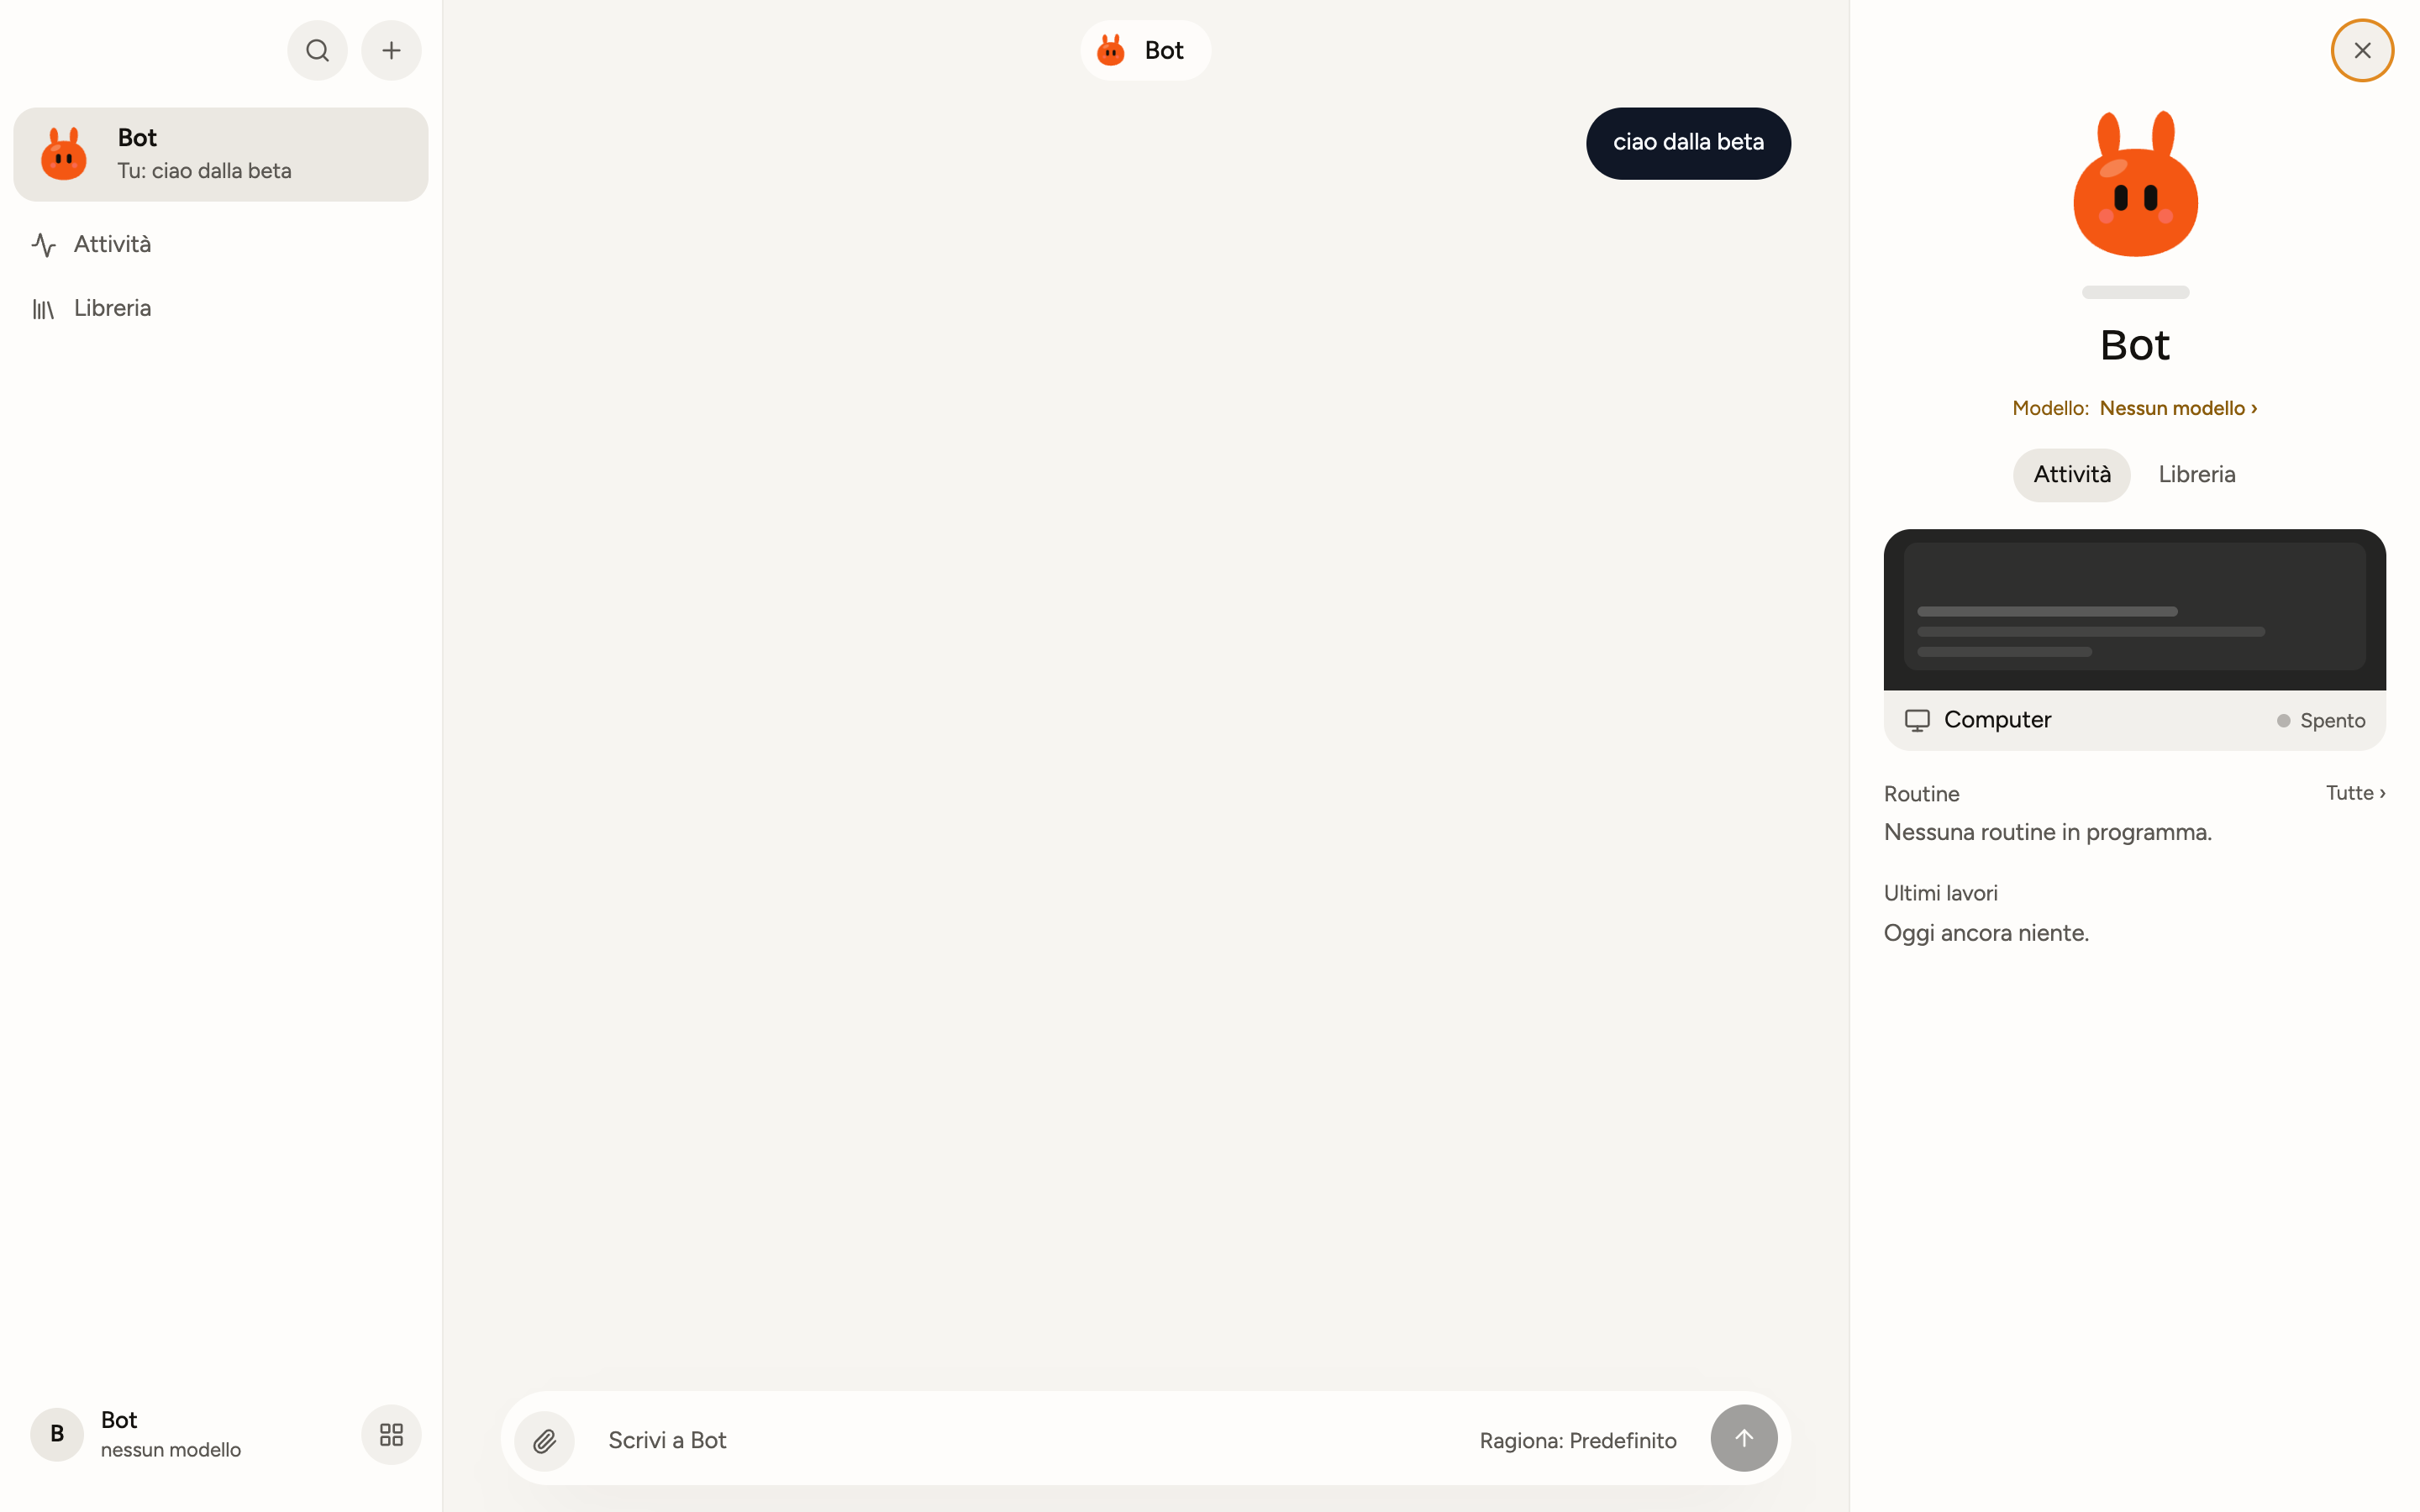 Bot
Tu: ciao dalla beta
Attività
Libreria
B
Bot
nessun modello
Bot
ciao dalla beta
Scrivi a Bot
Ragiona: Predefinito
Bot
Modello: Nessun modello ›
Attività Libreria
Computer Spento
Routine Tutte ›
Nessuna routine in programma.
Ultimi lavori
Oggi ancora niente.